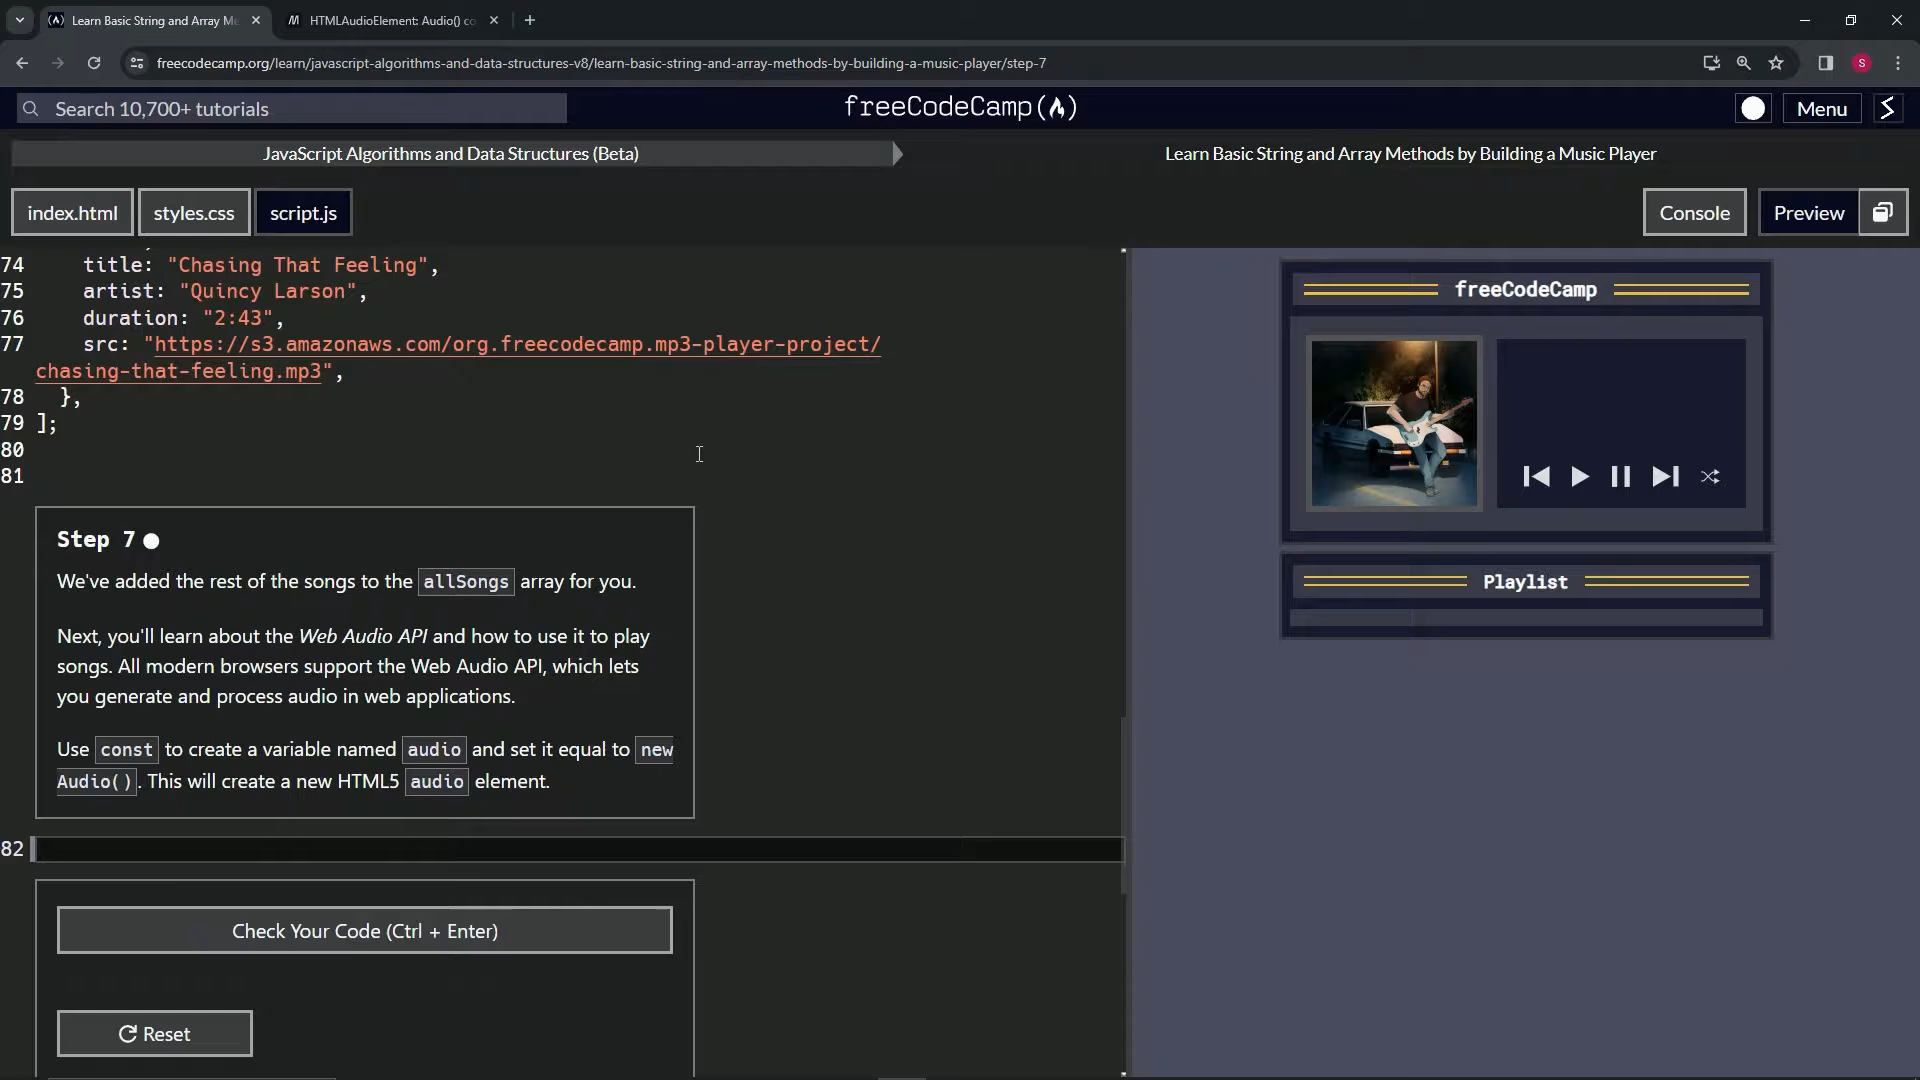 Learn Basic String and Array Me
HTMLAudioElement: Audio() co
freecodecamp.org/learn/javascript-algorithms-and-data-structures-v8/learn-basic-string-and-array-methods-by-building-a-music-player/step-7
S
Search 10,700+ tutorials
freeCodeCamp
Menu
JavaScript Algorithms and Data Structures (Beta)
Learn Basic String and Array Methods by Building a Music Player
index.html
styles.css
script.js
Console
Preview
74 title: "Chasing That Feeling",
75 artist: "Quincy Larson",
76 duration: "2:43",
77 src: "https://s3.amazonaws.com/org.freecodecamp.mp3-player-project/
chasing-that-feeling.mp3",
78 },
79 ];
80
81
Step 7
We've added the rest of the songs to the allSongs array for you.
Next, you'll learn about the Web Audio API and how to use it to play
songs. All modern browsers support the Web Audio API, which lets
you generate and process audio in web applications.
Use const to create a variable named audio and set it equal to new
Audio(). This will create a new HTML5 audio element.
82
Check Your Code (Ctrl + Enter)
Reset
freeCodeCamp
Playlist